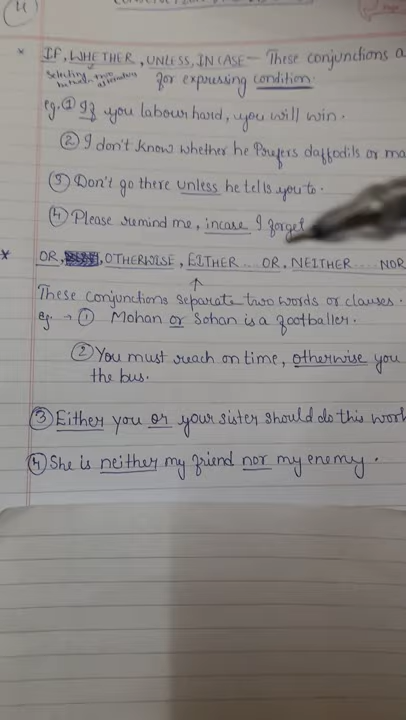 * IF, WHETHER, UNLESS, IN CASE - These conjunctions a
for expressing condition.
eg. ① If you labour hard, you will win.
② I don't know whether he Prefers daffodils or ma
③ Don't go there unless he tells you to.
④ Please remind me, incase I forget
* OR, OTHERWISE, EITHER...OR, NEITHER....NOR
These conjunctions separate two words or clauses.
eg. → ① Mohan or Sohan is a footballer.
② You must reach on time, otherwise you
the bus.
③ Either you or your sister should do this work
④ She is neither my friend nor my enemy.